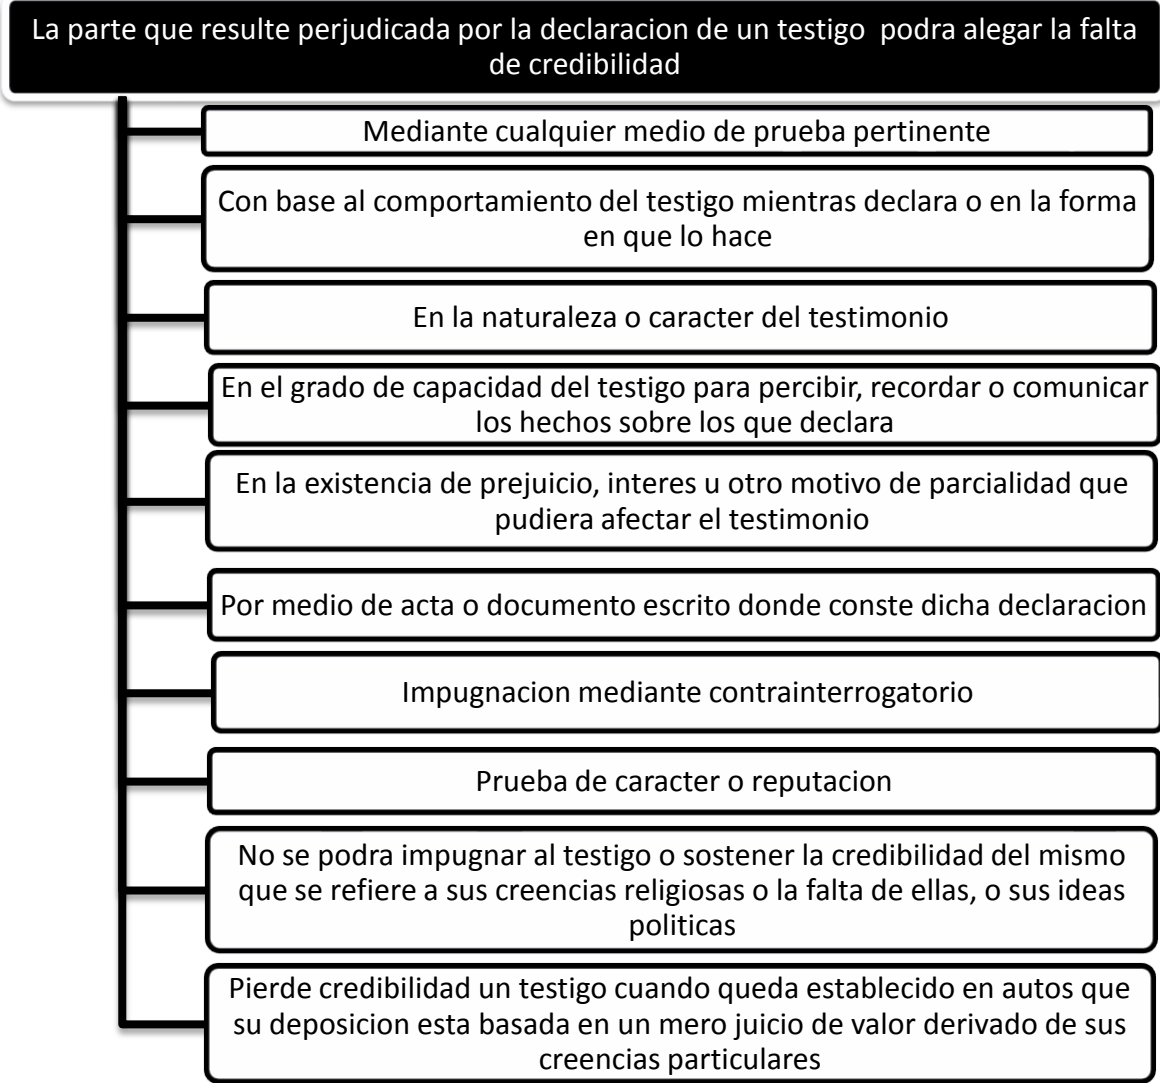 La parte que resulte perjudicada por la declaracion de un testigo podra alegar la falta
de credibilidad
Mediante cualquier medio de prueba pertinente
Con base al comportamiento del testigo mientras declara o en la forma
en que lo hace
En la naturaleza o caracter del testimonio
En el grado de capacidad del testigo para percibir, recordar o comunicar
los hechos sobre los que declara
En la existencia de prejuicio, interes u otro motivo de parcialidad que
pudiera afectar el testimonio
Por medio de acta o documento escrito donde conste dicha declaracion
Impugnacion mediante contrainterrogatorio
Prueba de caracter o reputacion
No se podra impugnar al testigo o sostener la credibilidad del mismo
que se refiere a sus creencias religiosas o la falta de ellas, o sus ideas
politicas
Pierde credibilidad un testigo cuando queda establecido en autos que
su deposicion esta basada en un mero juicio de valor derivado de sus
creencias particulares